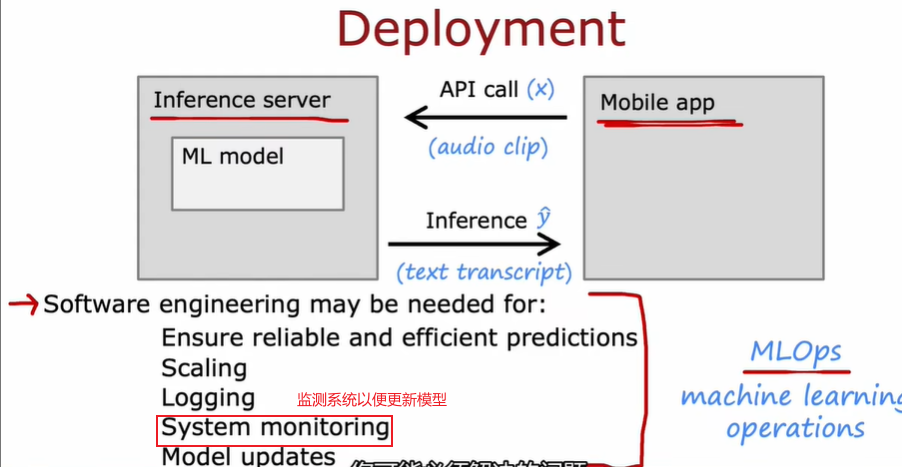 Deployment
Inference server
ML model
API call (x)
(audio clip)
Mobile app
Inference ŷ
(text transcript)
Software engineering may be needed for:
Ensure reliable and efficient predictions
Scaling
Logging
监测系统以便更新模型
System monitoring
Model updates
MLOps
machine learning
operations